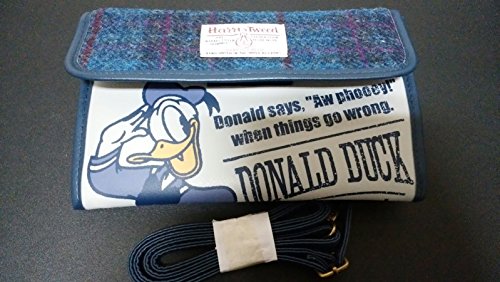 Harris Tweed
Donald says, "Aw phooey!"
when things go wrong.
DONALD DUCK